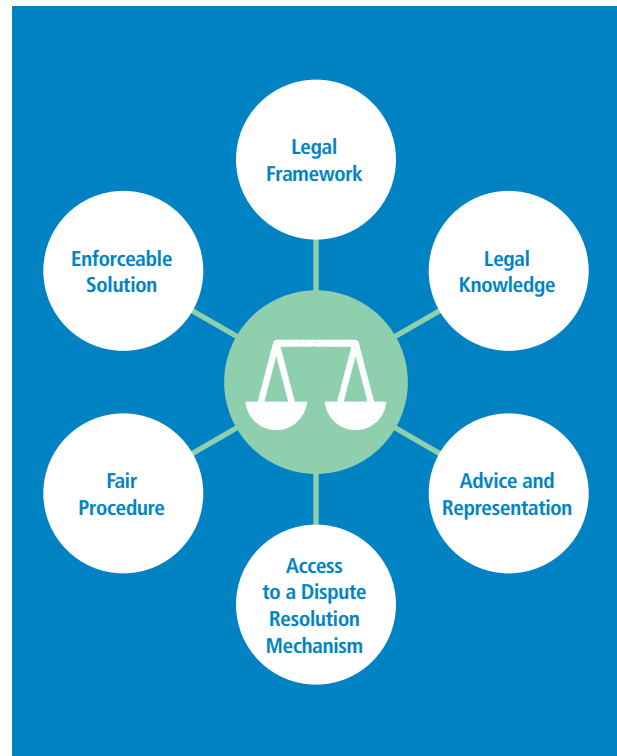 Legal
Framework
Legal
Knowledge
Advice and
Representation
Access
to a Dispute
Resolution
Mechanism
Fair
Procedure
Enforceable
Solution